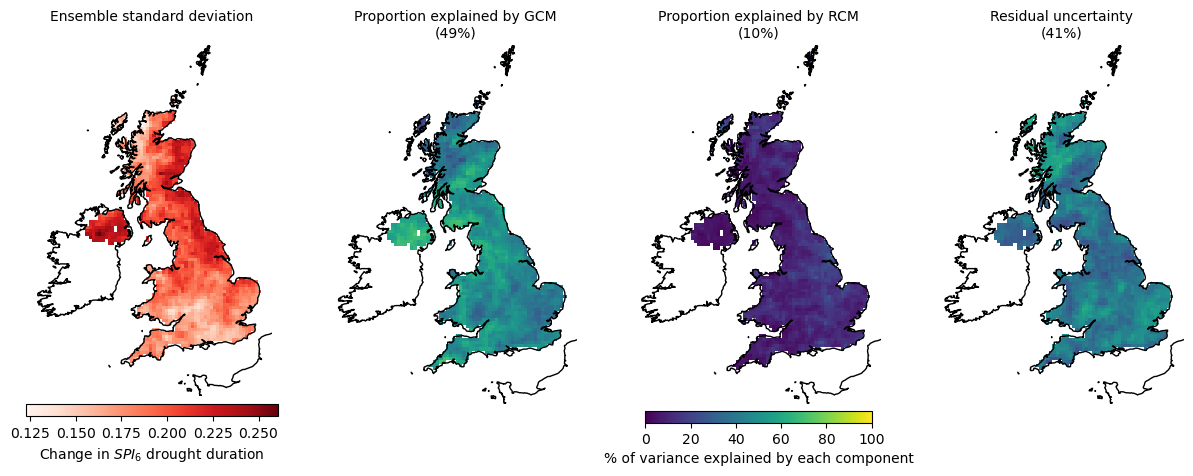 Ensemble standard deviation
Proportion explained by GCM
(49%)
Proportion explained by RCM
(10%)
Residual uncertainty
(41%)
0.125 0.150 0.175 0.200 0.225 0.250
Change in SPI₆ drought duration
0 20 40 60 80 100
% of variance explained by each component